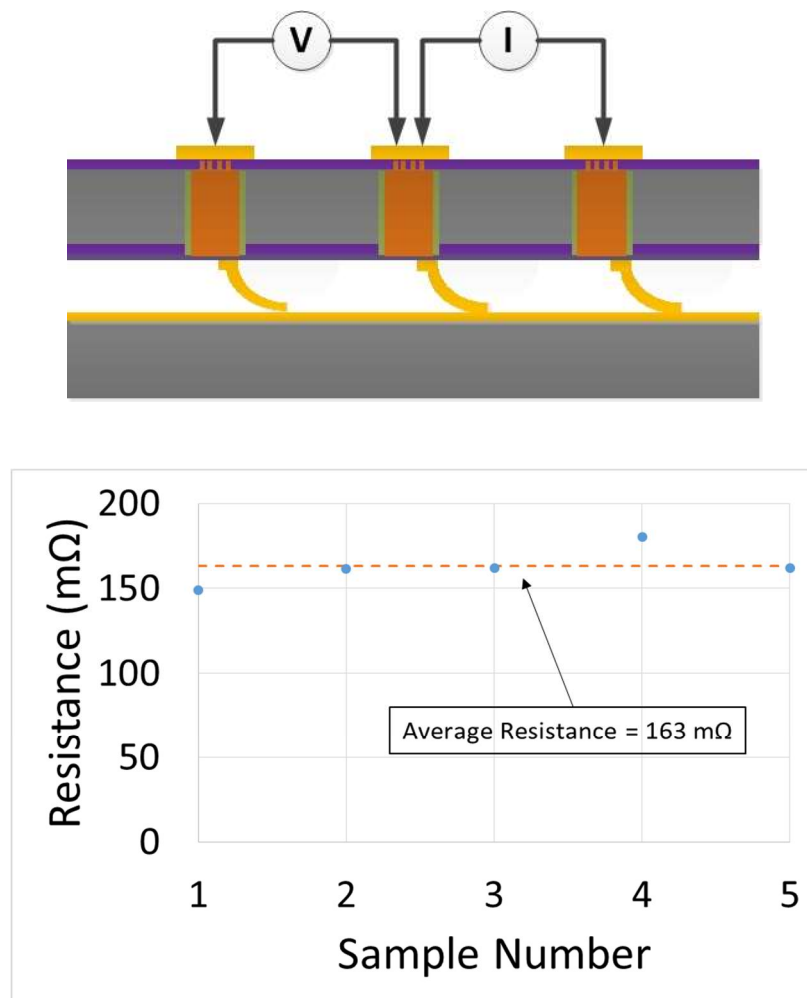 V
I
200
150
100
50
0
Resistance (mΩ)
Average Resistance = 163 mΩ
1 2 3 4 5
Sample Number